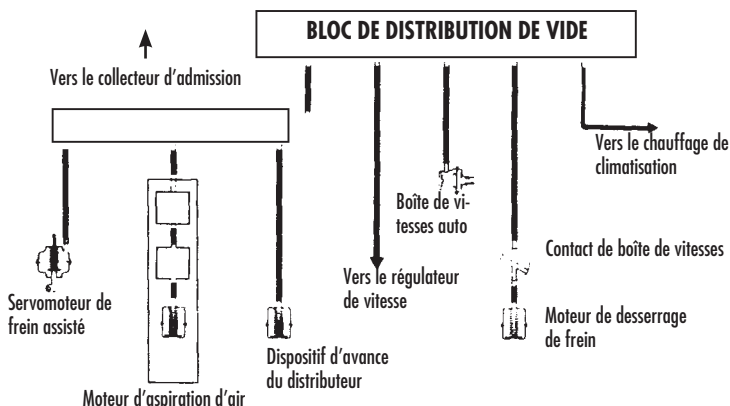 BLOC DE DISTRIBUTION DE VIDE
Vers le collecteur d'admission
Vers le chauffage de
climatisation
Boîte de vi-
tesses auto
Contact de boîte de vitesses
Vers le régulateur
de vitesse
Servomoteur de
frein assisté
Moteur de desserrage
de frein
Dispositif d'avance
du distributeur
Moteur d'aspiration d'air